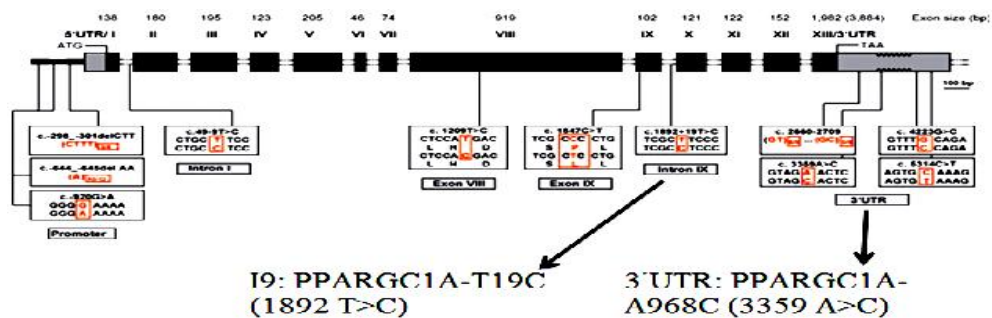 138 180 195 123 205 46 74 919 102 121 122 152 1,982 (3,884) Exon size (bp)
5'UTR/ I II III IV V VI VII VIII IX X XI XII XIII/3'UTR
ATG TAA
100 bp
c.-298_-301delCTT
(CTTT)
c.-644_-645del AA
(A)
c.-920G>A
GGG G AAAA
GGG A AAAA
Promoter
c.49-9T>C
CTGC T TCC
CTGC C TCC
Intron I
c. 1209T>C
CTCCA T GAC
L H D
CTCCA C GAC
L H D
Exon VIII
c. 1847C>T
TCG CCC CTG
S P L
TCG CTC CTG
S L L
Exon IX
c.1892+19T>C
TCGC T TCCC
TCGC C TCCC
Intron IX
c. 2660-2709
(GT) ... (GC)
c. 3359A>C
GTAG A ACTC
GTAG C ACTC
c.4223G>C
GTTT G CAGA
GTTT C CAGA
c. 5314C>T
AGTG C AAAG
AGTG T AAAG
3'UTR
I9: PPARGC1A-T19C
(1892 T>C)
3'UTR: PPARGC1A-
A968C (3359 A>C)